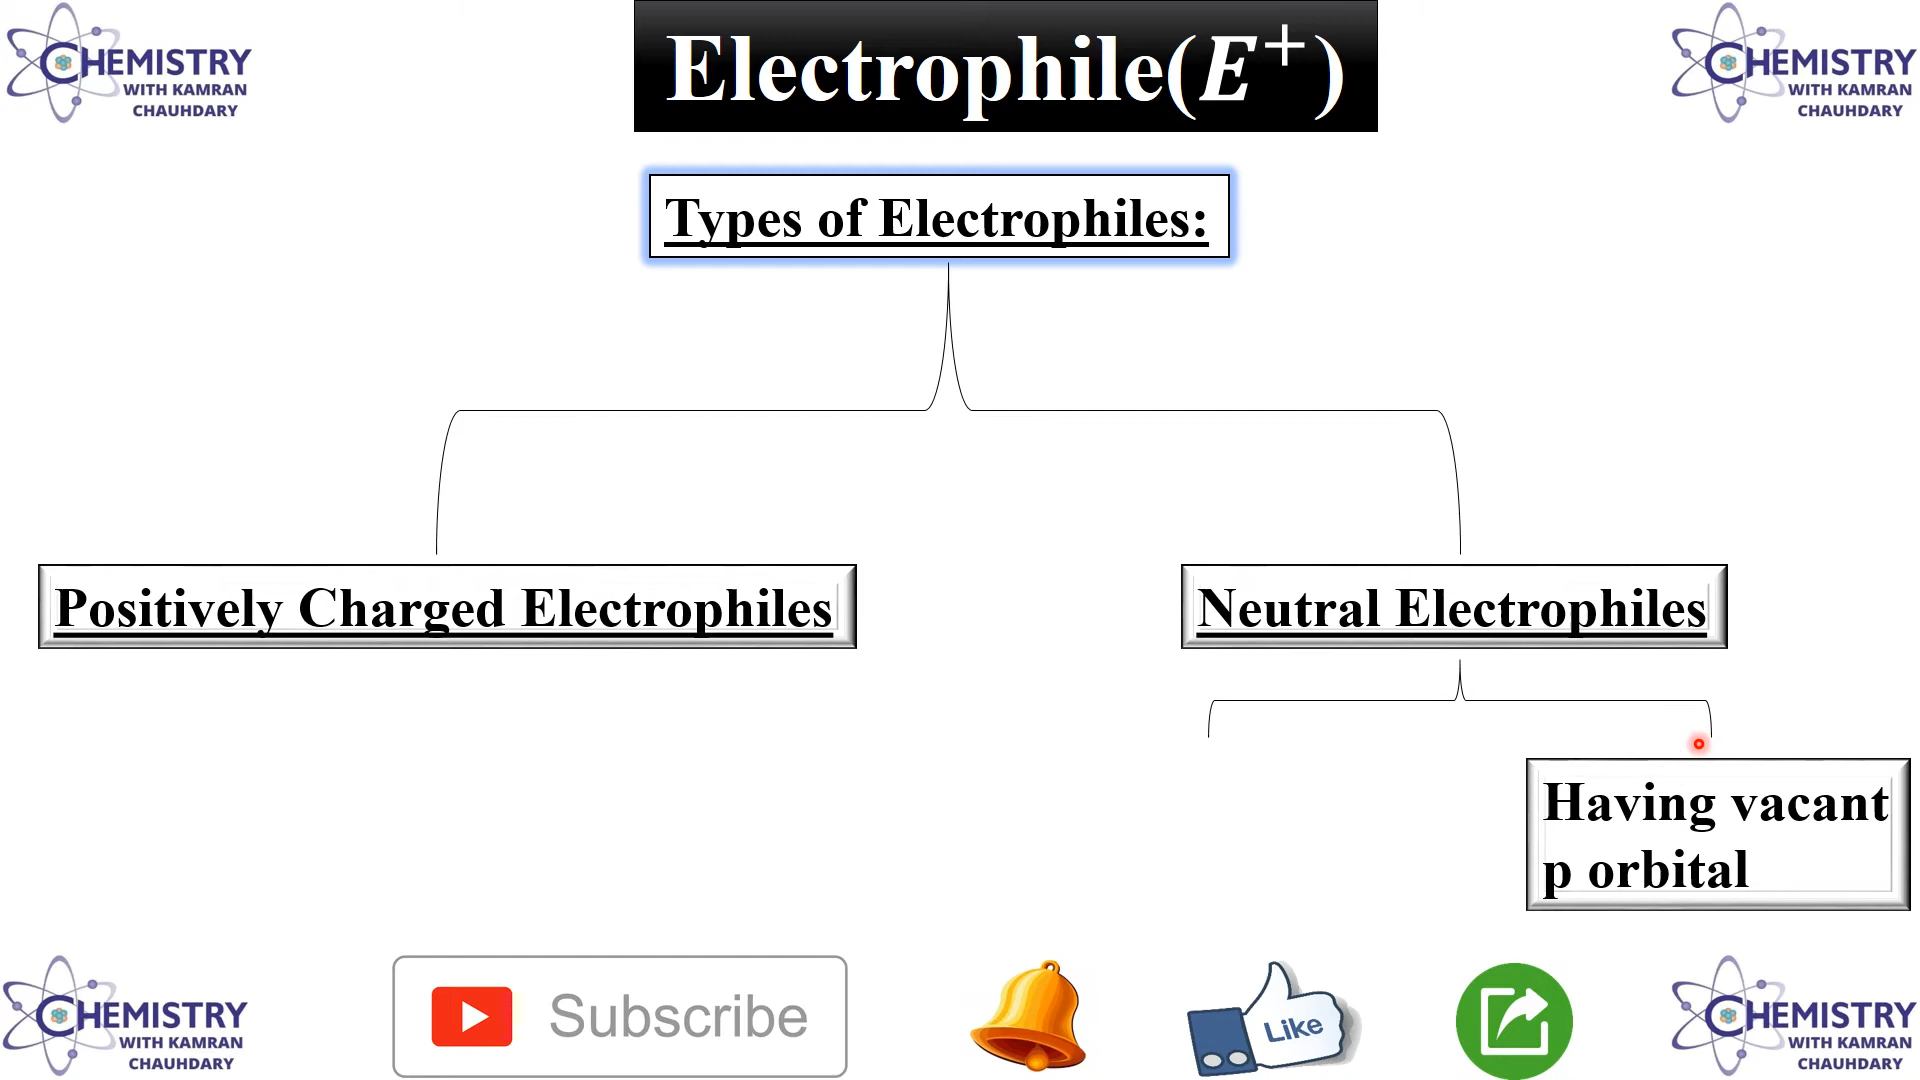 CHEMISTRY
WITH KAMRAN
CHAUHDARY
Electrophile(E⁺)
CHEMISTRY
WITH KAMRAN
CHAUHDARY
Types of Electrophiles:
Positively Charged Electrophiles
Neutral Electrophiles
Having vacant
p orbital
CHEMISTRY
WITH KAMRAN
CHAUHDARY
Subscribe
Like
CHEMISTRY
WITH KAMRAN
CHAUHDARY